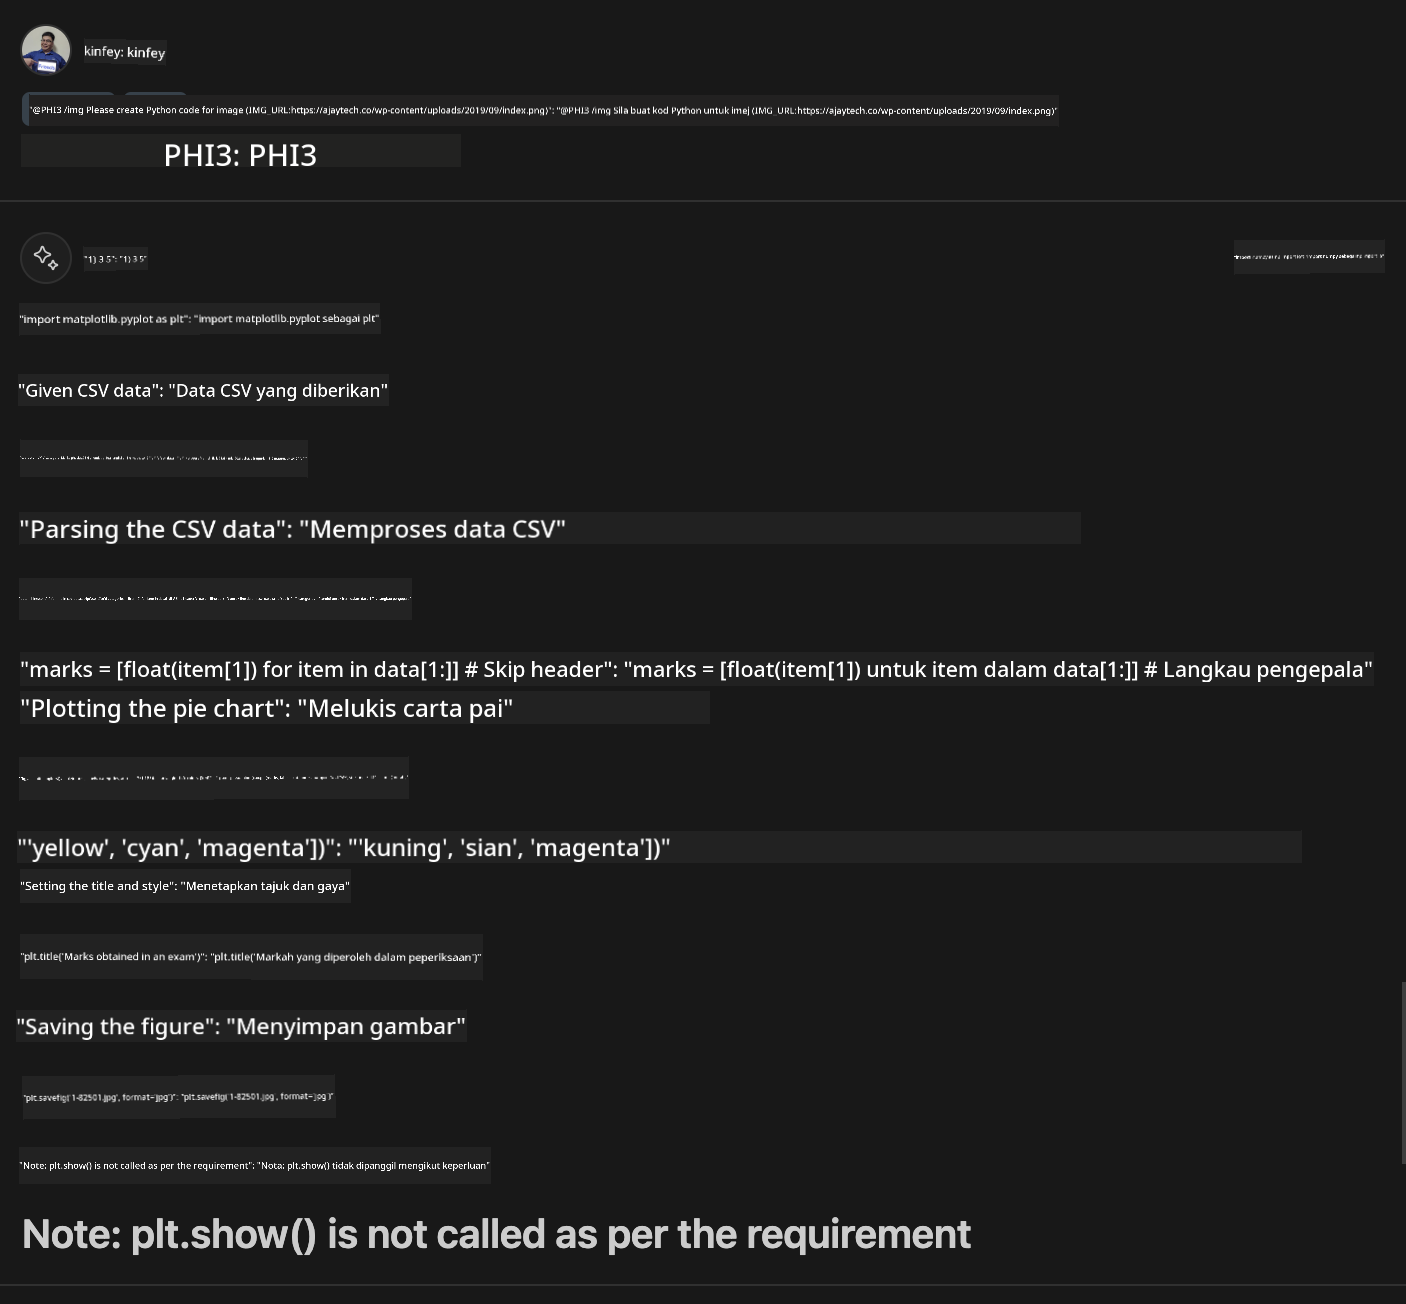 kinfey: kinfey
"@PHI3 /img Please create Python code for image (IMG_URL:https://ajaytech.co/wp-content/uploads/2019/09/index.png)": "@PHI3 /img Sila buat kod Python untuk imej (IMG_URL:https://ajaytech.co/wp-content/uploads/2019/09/index.png)"
PHI3: PHI3
"1) 3 5": "1) 3 5"
"import matplotlib.pyplot as plt": "import matplotlib.pyplot sebagai plt"
"Given CSV data": "Data CSV yang diberikan"
"Parsing the CSV data": "Memproses data CSV"
"marks = [float(item[1]) for item in data[1:]] # Skip header": "marks = [float(item[1]) untuk item dalam data[1:]] # Langkau pengepala"
"Plotting the pie chart": "Melukis carta pai"
"'yellow', 'cyan', 'magenta'])": "'kuning', 'sian', 'magenta'])"
"Setting the title and style": "Menetapkan tajuk dan gaya"
"plt.title('Marks obtained in an exam')": "plt.title('Markah yang diperoleh dalam peperiksaan')"
"Saving the figure": "Menyimpan gambar"
"plt.savefig('1-82501.jpg', format='jpg')": "plt.savefig('1-82501.jpg', format='jpg')"
"Note: plt.show() is not called as per the requirement": "Nota: plt.show() tidak dipanggil mengikut keperluan"
Note: plt.show() is not called as per the requirement